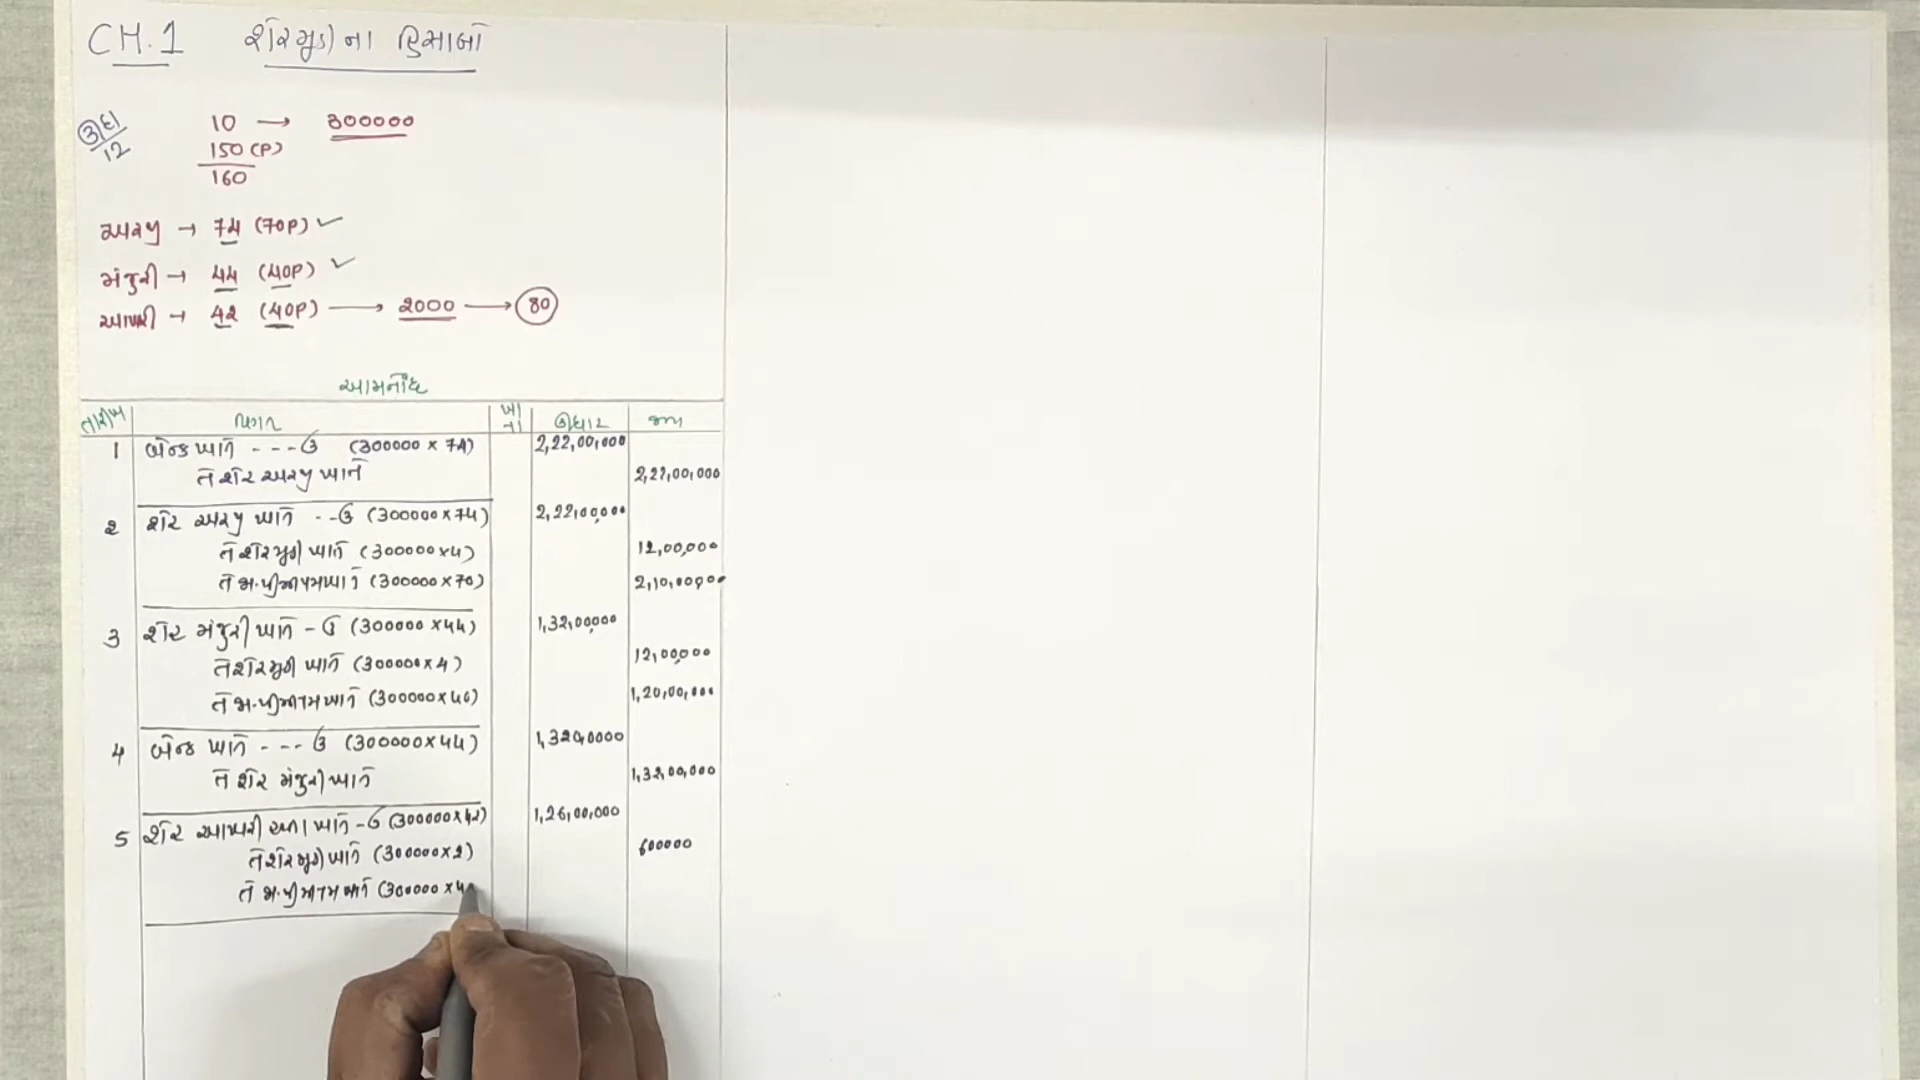 CH.1 શેરમૂડી ના હિસાબો
ઉદા 12
10 → 300000
150 (P)
160
અરજી → 74 (70P) ✓
મંજુરી → 44 (40P) ✓
આખરી → 42 (40P) → 2000 → 80
આમનોંધ
તારીખ વિગત ખા ના ઉધાર જમા
1 બેન્ક ખાતે ---ઉ (300000 × 74) 2,22,00,000
તે શેર અરજી ખાતે 2,22,00,000
2 શેર અરજી ખાતે --ઉ (300000×74) 2,22,00,000
તે શેરમૂડી ખાતે (300000×4) 12,00,000
તે જા.પ્રીમીયમ ખાતે (300000×70) 2,10,00,000
3 શેર મંજુરી ખાતે -ઉ (300000×44) 1,32,00,000
તે શેરમૂડી ખાતે (300000×4) 12,00,000
તે જા.પ્રીમીયમ ખાતે (300000×40) 1,20,00,000
4 બેન્ક ખાતે ---ઉ (300000×44) 1,32,00000
તે શેર મંજુરી ખાતે 1,32,00,000
5 શેર આખરી હપ્તા ખાતે -ઉ (300000×42) 1,26,00,000
તે શેરમૂડી ખાતે (300000×2) 600000
તે જા.પ્રીમીયમ ખાતે (300000 ×40